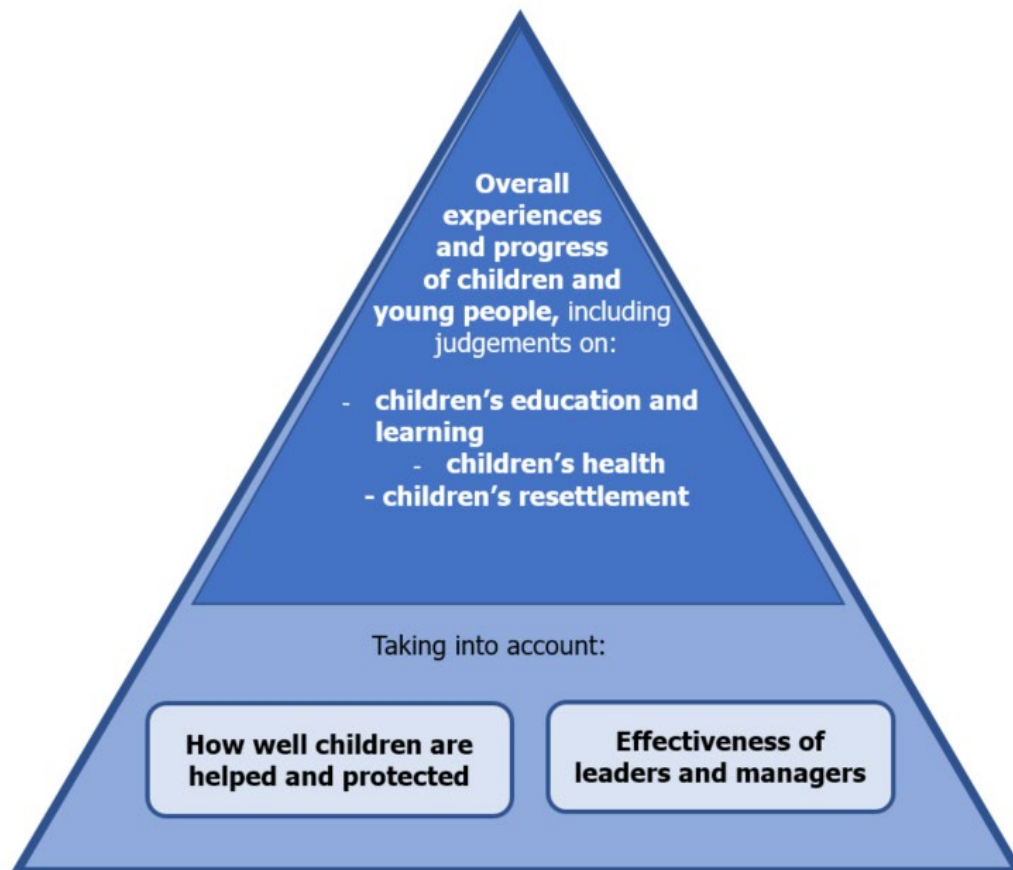 Overall
experiences
and progress
of children and
young people, including
judgements on:
- children’s education and
learning
- children’s health
- children’s resettlement
Taking into account:
How well children are
helped and protected
Effectiveness of
leaders and managers